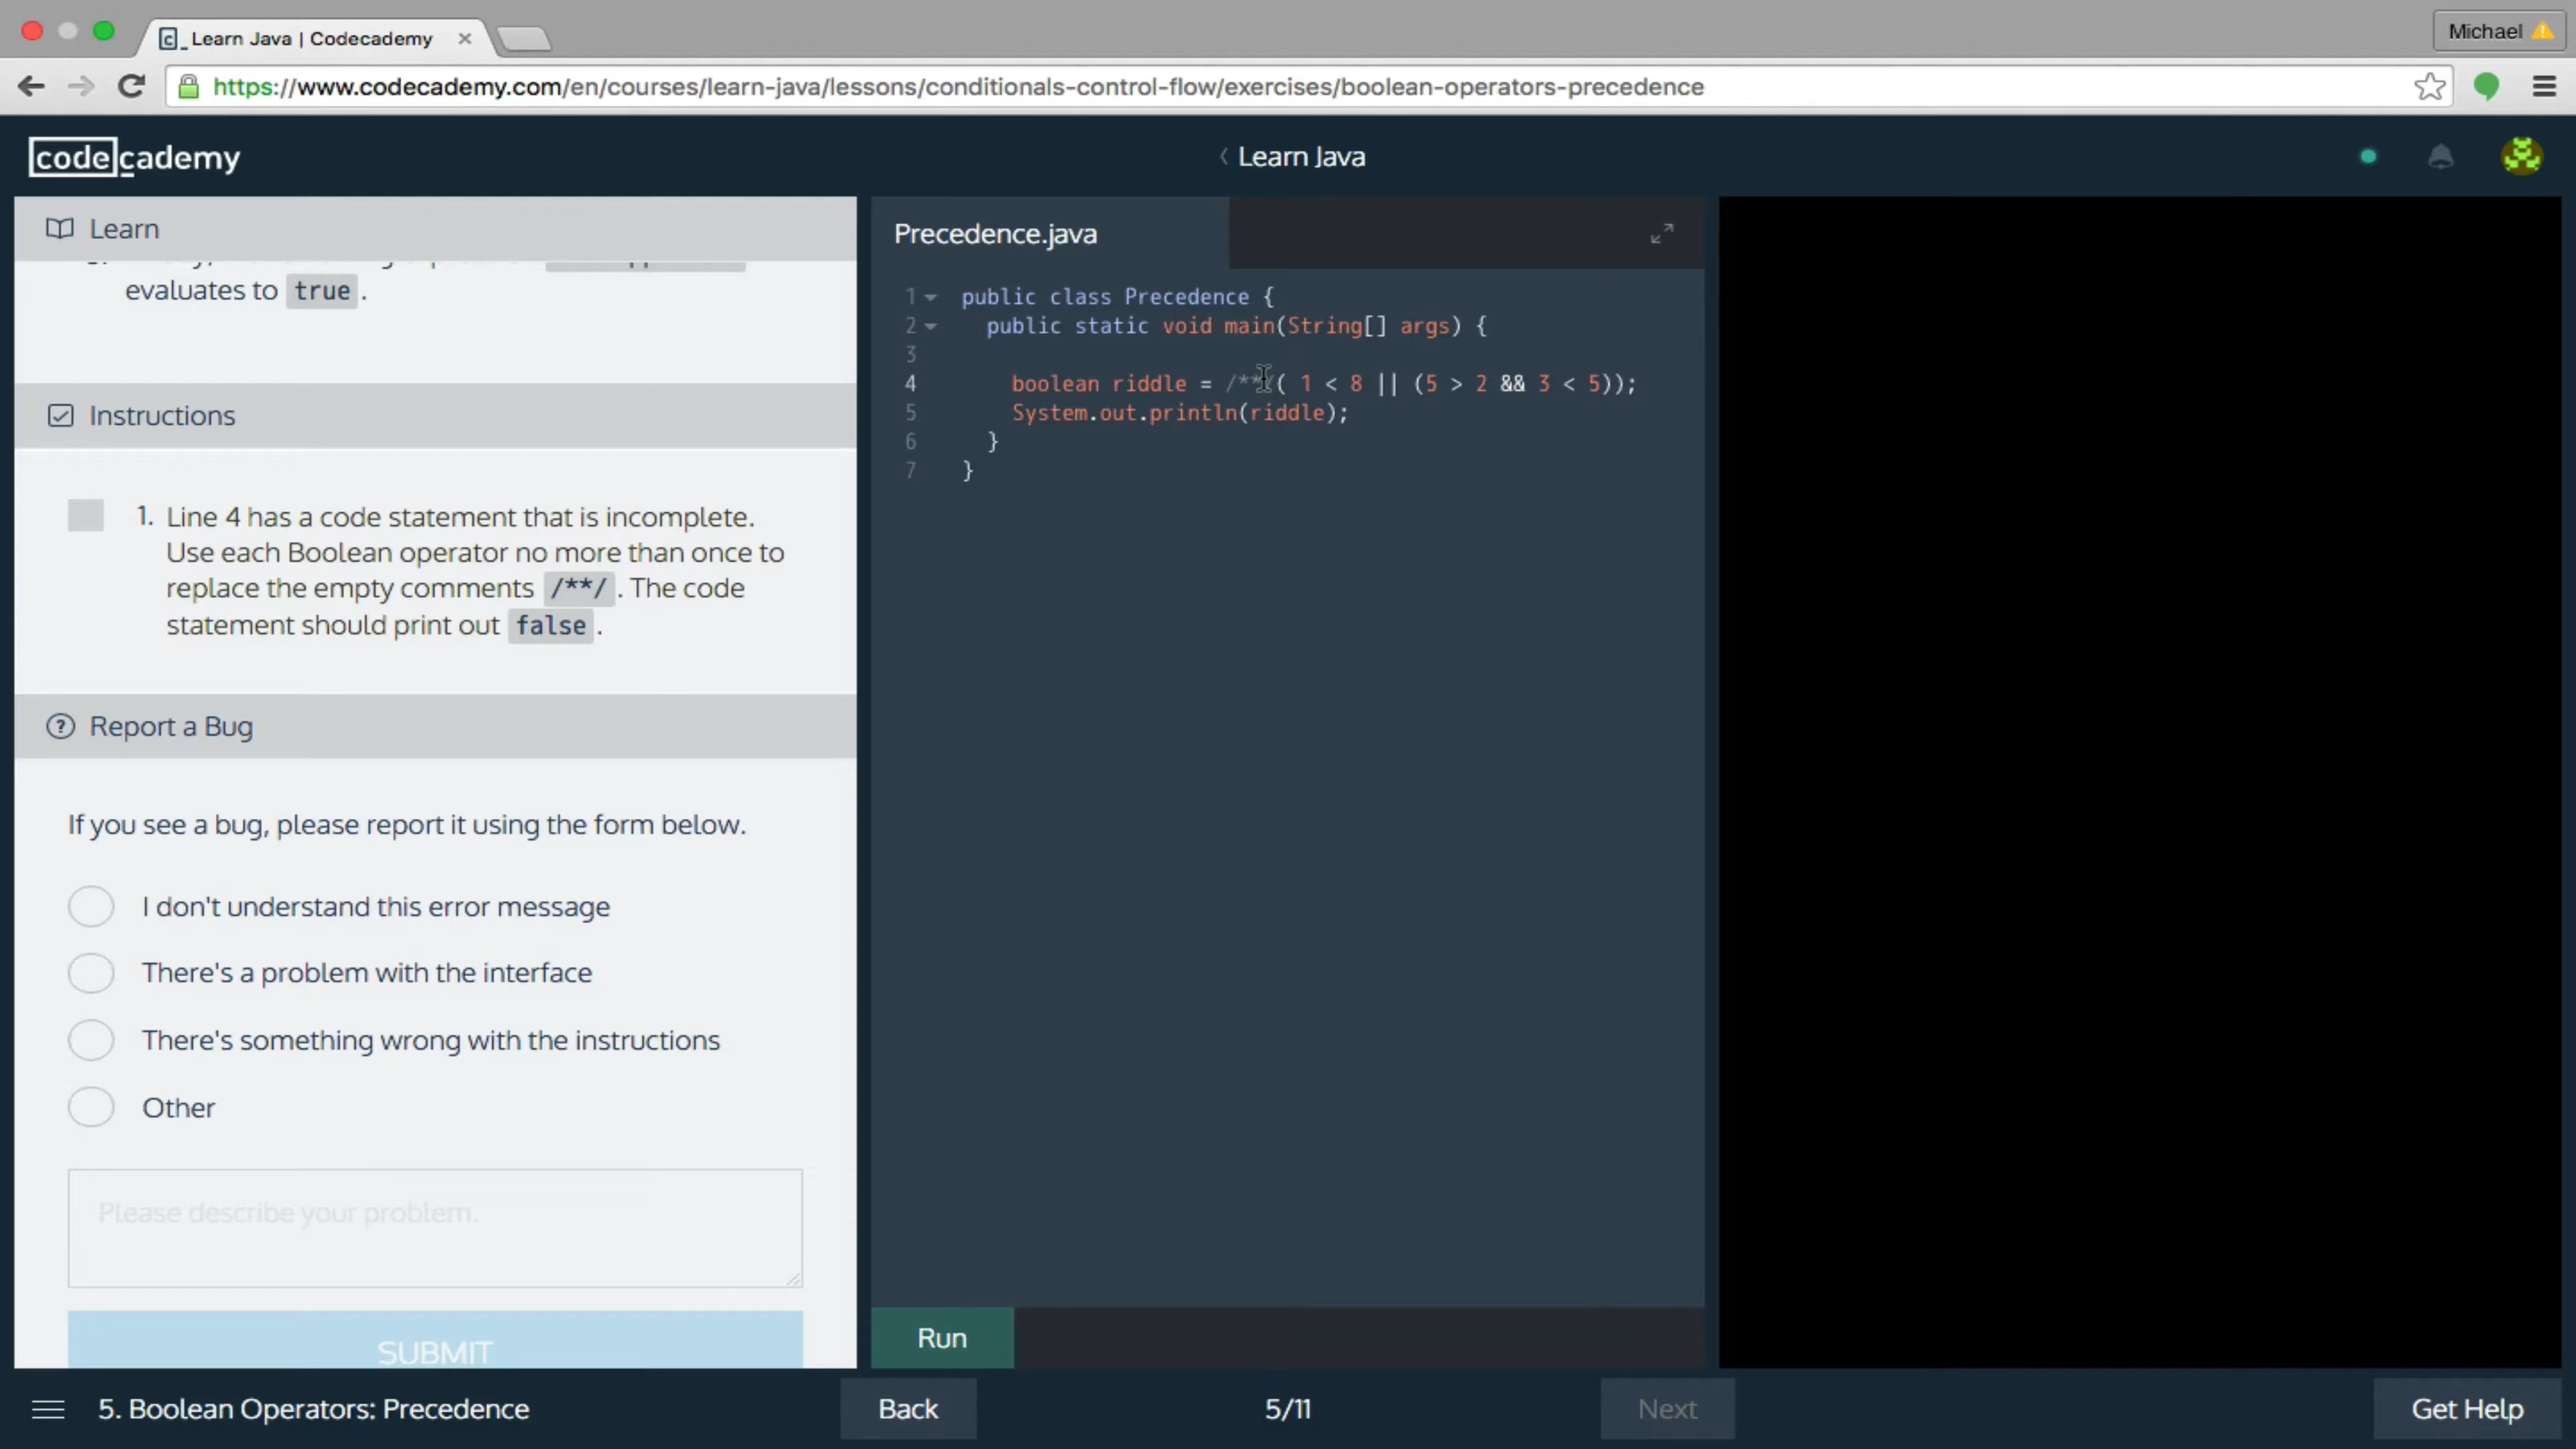 Learn Java | Codecademy
Michael
https://www.codecademy.com/en/courses/learn-java/lessons/conditionals-control-flow/exercises/boolean-operators-precedence
codecademy
Learn Java
Learn
evaluates to true .
Instructions
1. Line 4 has a code statement that is incomplete.
Use each Boolean operator no more than once to
replace the empty comments /**/ . The code
statement should print out false .
Report a Bug
If you see a bug, please report it using the form below.
I don't understand this error message
There's a problem with the interface
There's something wrong with the instructions
Other
Please describe your problem.
SUBMIT
Precedence.java
1 public class Precedence {
2 public static void main(String[] args) {
3
4 boolean riddle = /**/( 1 < 8 || (5 > 2 && 3 < 5));
5 System.out.println(riddle);
6 }
7 }
Run
5. Boolean Operators: Precedence
Back
5/11
Next
Get Help